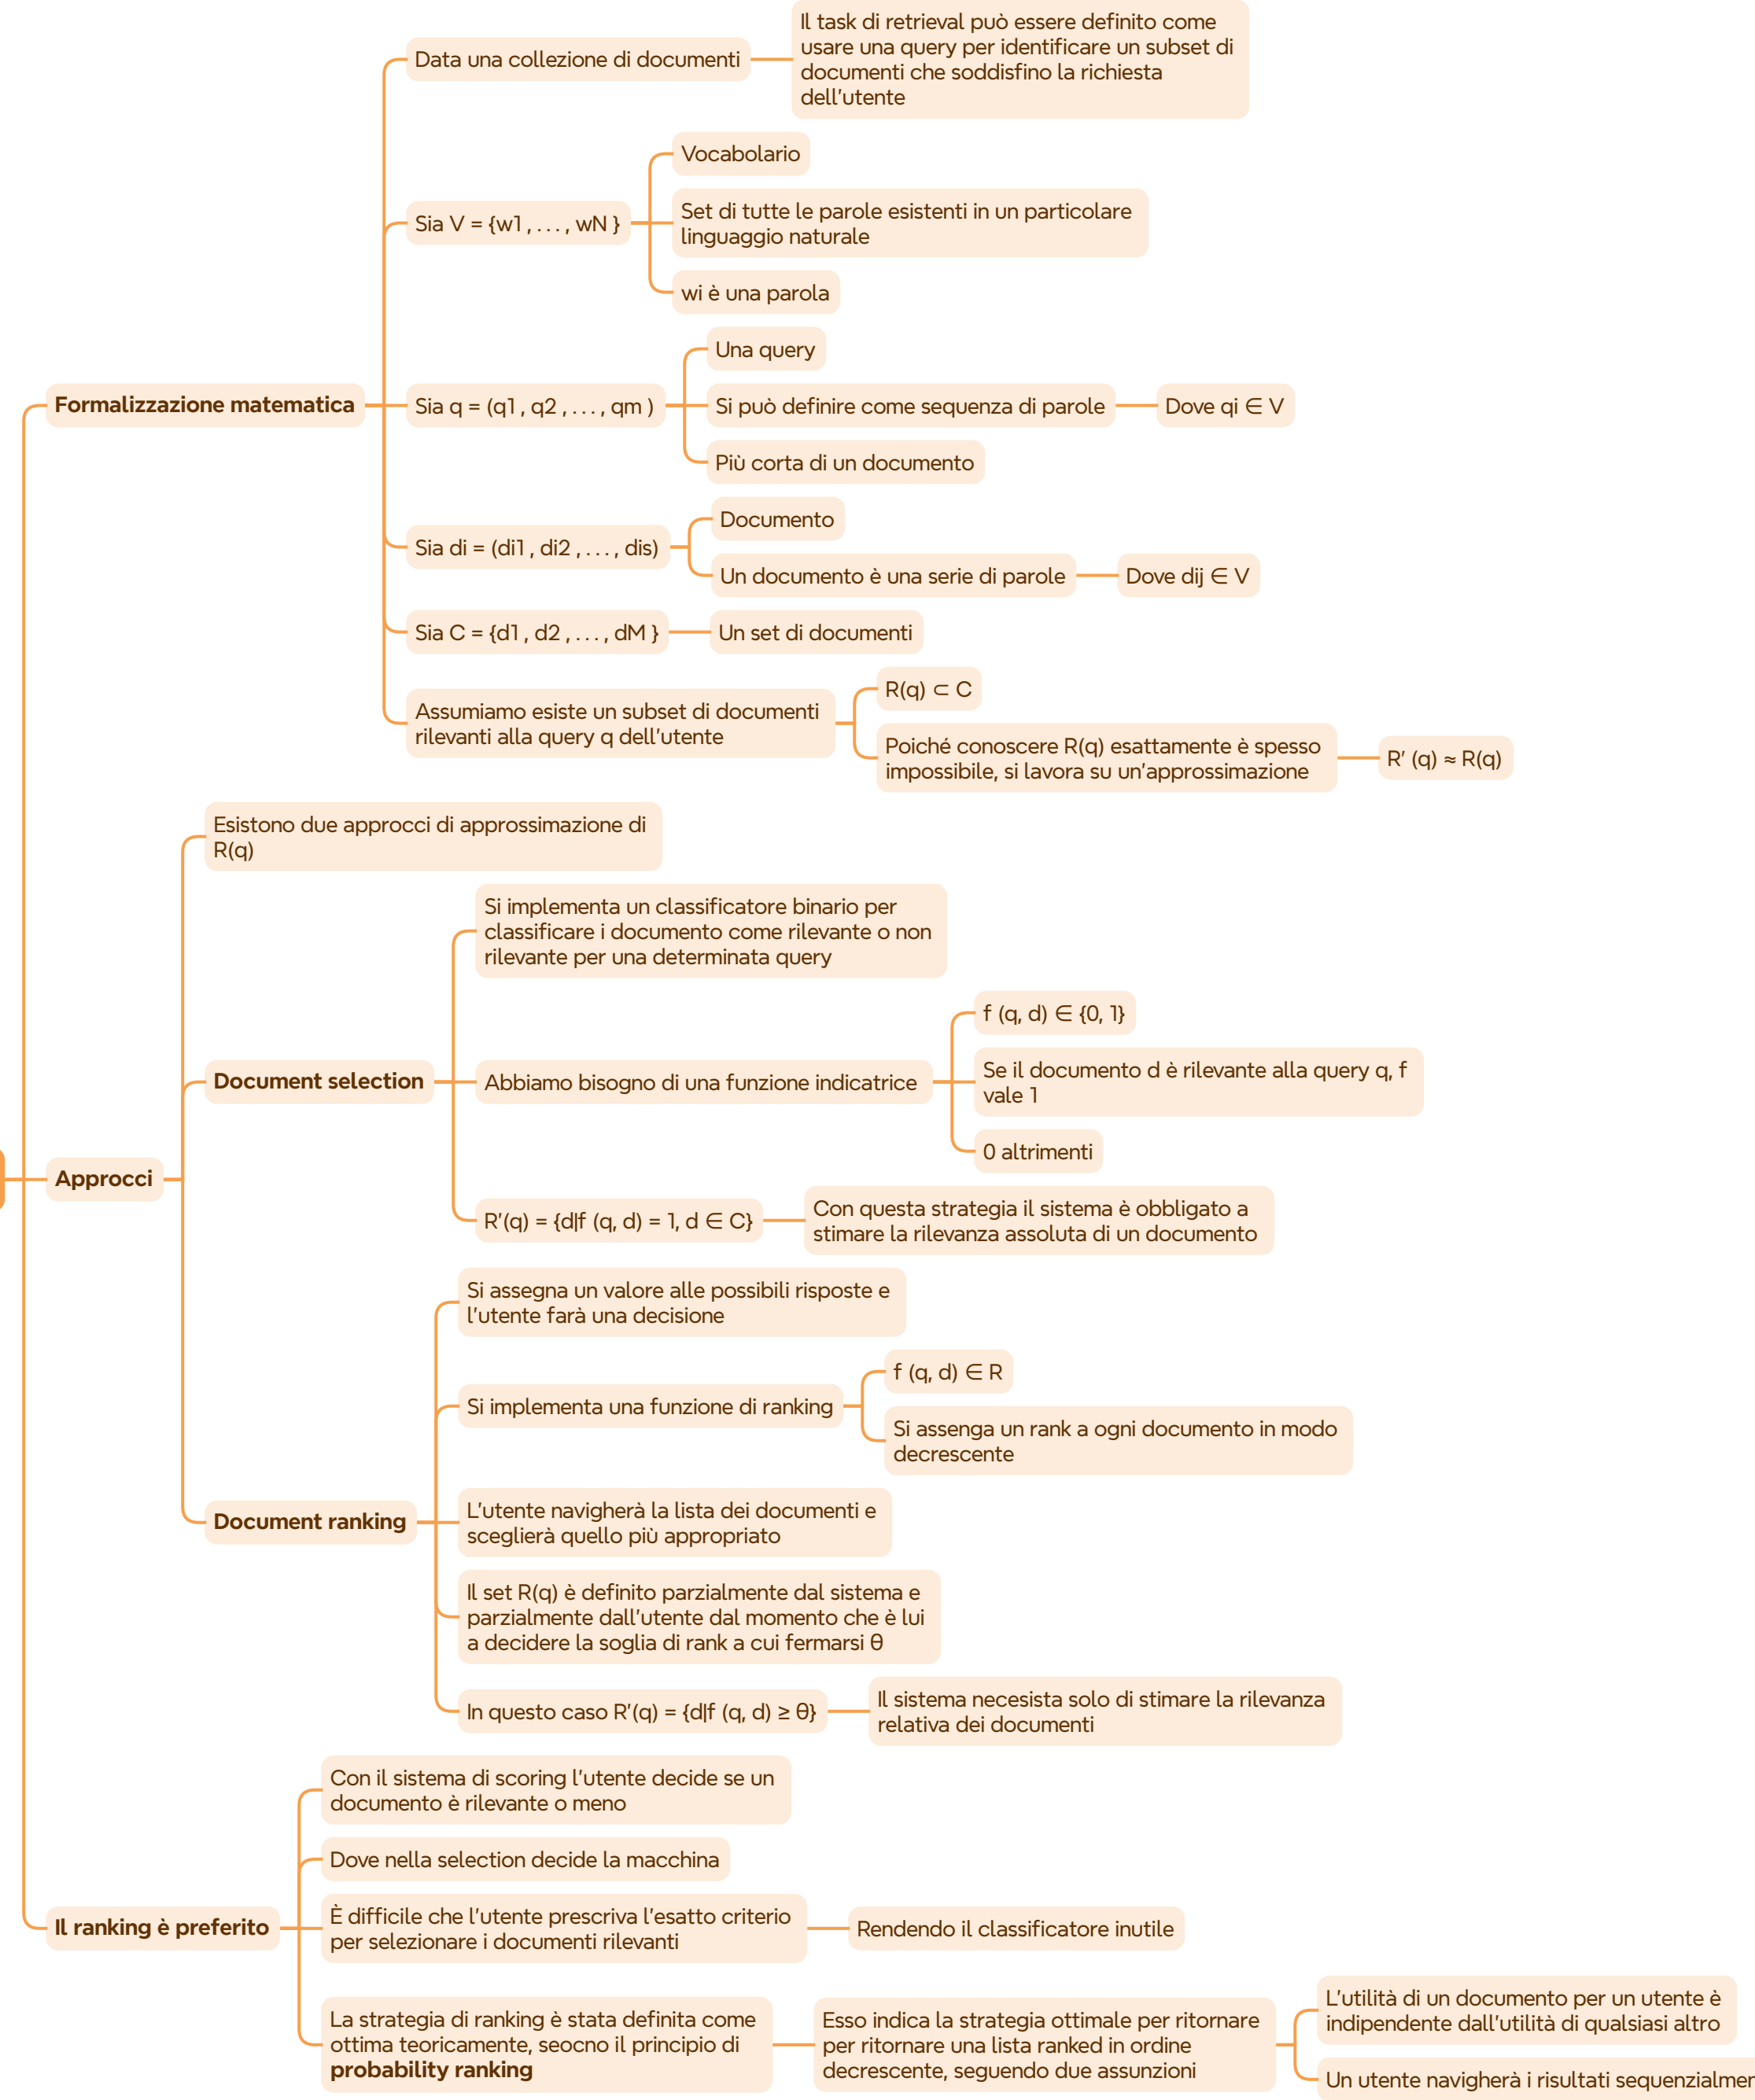 Formalizzazione matematica
Data una collezione di documenti
Il task di retrieval può essere definito come
usare una query per identificare un subset di
documenti che soddisfino la richiesta
dell'utente
Sia V = {w1 , . . . , wN }
Vocabolario
Set di tutte le parole esistenti in un particolare
linguaggio naturale
wi è una parola
Sia q = (q1 , q2 , . . . , qm )
Una query
Si può definire come sequenza di parole
Dove qi ∈ V
Più corta di un documento
Sia di = (di1 , di2 , . . . , dis)
Documento
Un documento è una serie di parole
Dove dij ∈ V
Sia C = {d1 , d2 , . . . , dM }
Un set di documenti
Assumiamo esiste un subset di documenti
rilevanti alla query q dell'utente
R(q) ⊂ C
Poiché conoscere R(q) esattamente è spesso
impossibile, si lavora su un'approssimazione
R' (q) ≈ R(q)
Approcci
Esistono due approcci di approssimazione di
R(q)
Document selection
Si implementa un classificatore binario per
classificare i documento come rilevante o non
rilevante per una determinata query
Abbiamo bisogno di una funzione indicatrice
f (q, d) ∈ {0, 1}
Se il documento d è rilevante alla query q, f
vale 1
0 altrimenti
R'(q) = {d|f (q, d) = 1, d ∈ C}
Con questa strategia il sistema è obbligato a
stimare la rilevanza assoluta di un documento
Document ranking
Si assegna un valore alle possibili risposte e
l'utente farà una decisione
Si implementa una funzione di ranking
f (q, d) ∈ R
Si assenga un rank a ogni documento in modo
decrescente
L'utente navigherà la lista dei documenti e
sceglierà quello più appropriato
Il set R(q) è definito parzialmente dal sistema e
parzialmente dall'utente dal momento che è lui
a decidere la soglia di rank a cui fermarsi θ
In questo caso R'(q) = {d|f (q, d) ≥ θ}
Il sistema necesista solo di stimare la rilevanza
relativa dei documenti
Il ranking è preferito
Con il sistema di scoring l'utente decide se un
documento è rilevante o meno
Dove nella selection decide la macchina
È difficile che l'utente prescriva l'esatto criterio
per selezionare i documenti rilevanti
Rendendo il classificatore inutile
La strategia di ranking è stata definita come
ottima teoricamente, seocno il principio di
probability ranking
Esso indica la strategia ottimale per ritornare
per ritornare una lista ranked in ordine
decrescente, seguendo due assunzioni
L'utilità di un documento per un utente è
indipendente dall'utilità di qualsiasi altro
Un utente navigherà i risultati